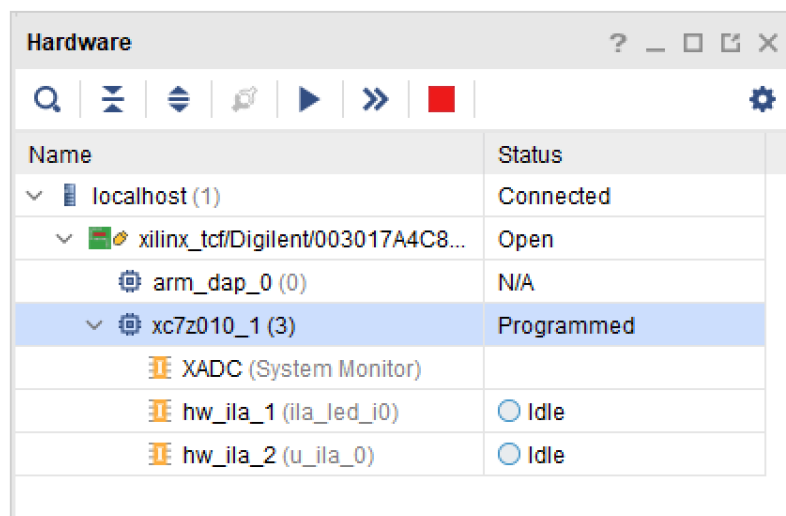 Hardware
Name Status
localhost (1) Connected
xilinx_tcf/Digilent/003017A4C8... Open
arm_dap_0 (0) N/A
xc7z010_1 (3) Programmed
XADC (System Monitor)
hw_ila_1 (ila_led_i0) Idle
hw_ila_2 (u_ila_0) Idle